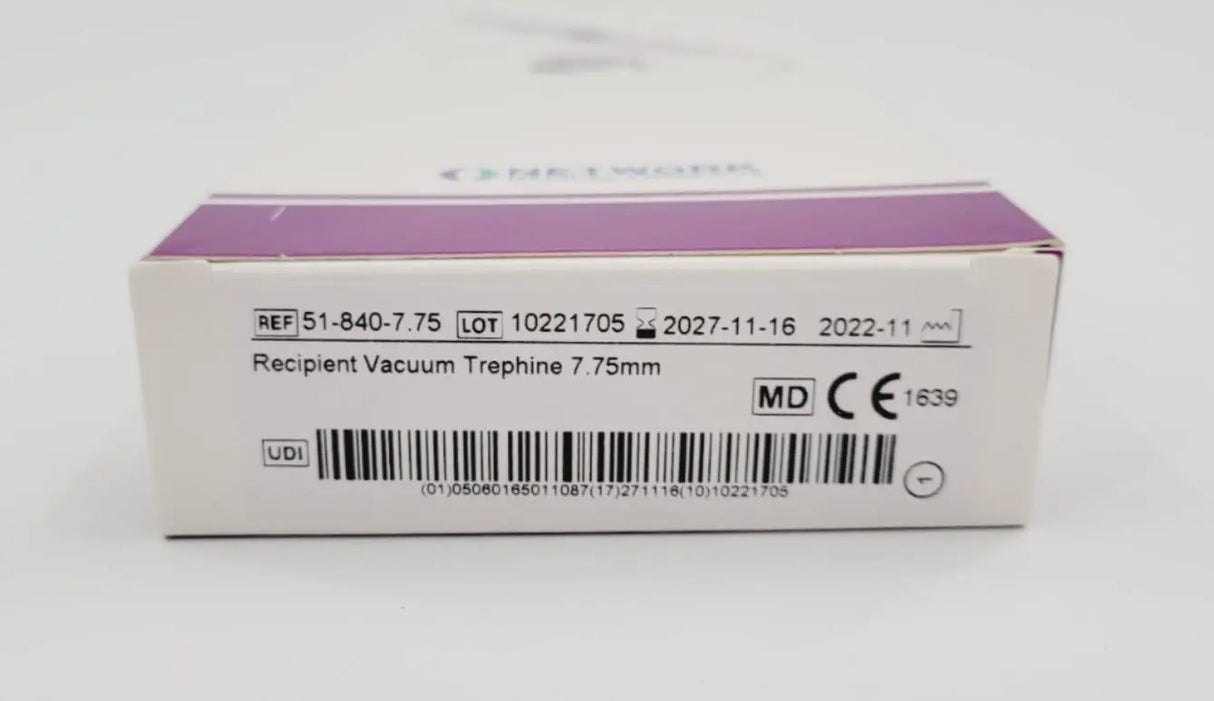 NETWORK
REF 51-840-7.75 LOT 10221705 2027-11-16 2022-11
Recipient Vacuum Trephine 7.75mm
MD CE 1639
UDI
(01)05060165011087(17)271116(10)10221705
1